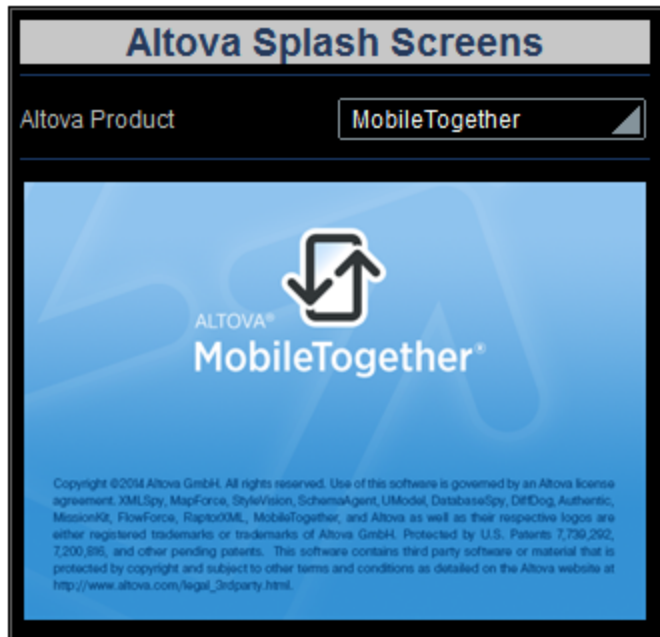 Altova Splash Screens
Altova Product
MobileTogether
ALTOVA®
MobileTogether®
Copyright ©2014 Altova GmbH. All rights reserved. Use of this software is governed by an Altova license
agreement. XMLSpy, MapForce, StyleVision, SchemaAgent, UModel, DatabaseSpy, DiffDog, Authentic,
MissionKit, FlowForce, RaptorXML, MobileTogether, and Altova as well as their respective logos are
either registered trademarks or trademarks of Altova GmbH. Protected by U.S. Patents 7,739,292,
7,200,816, and other pending patents. This software contains third party software or material that is
protected by copyright and subject to other terms and conditions as detailed on the Altova website at
http://www.altova.com/legal_3rdparty.html.